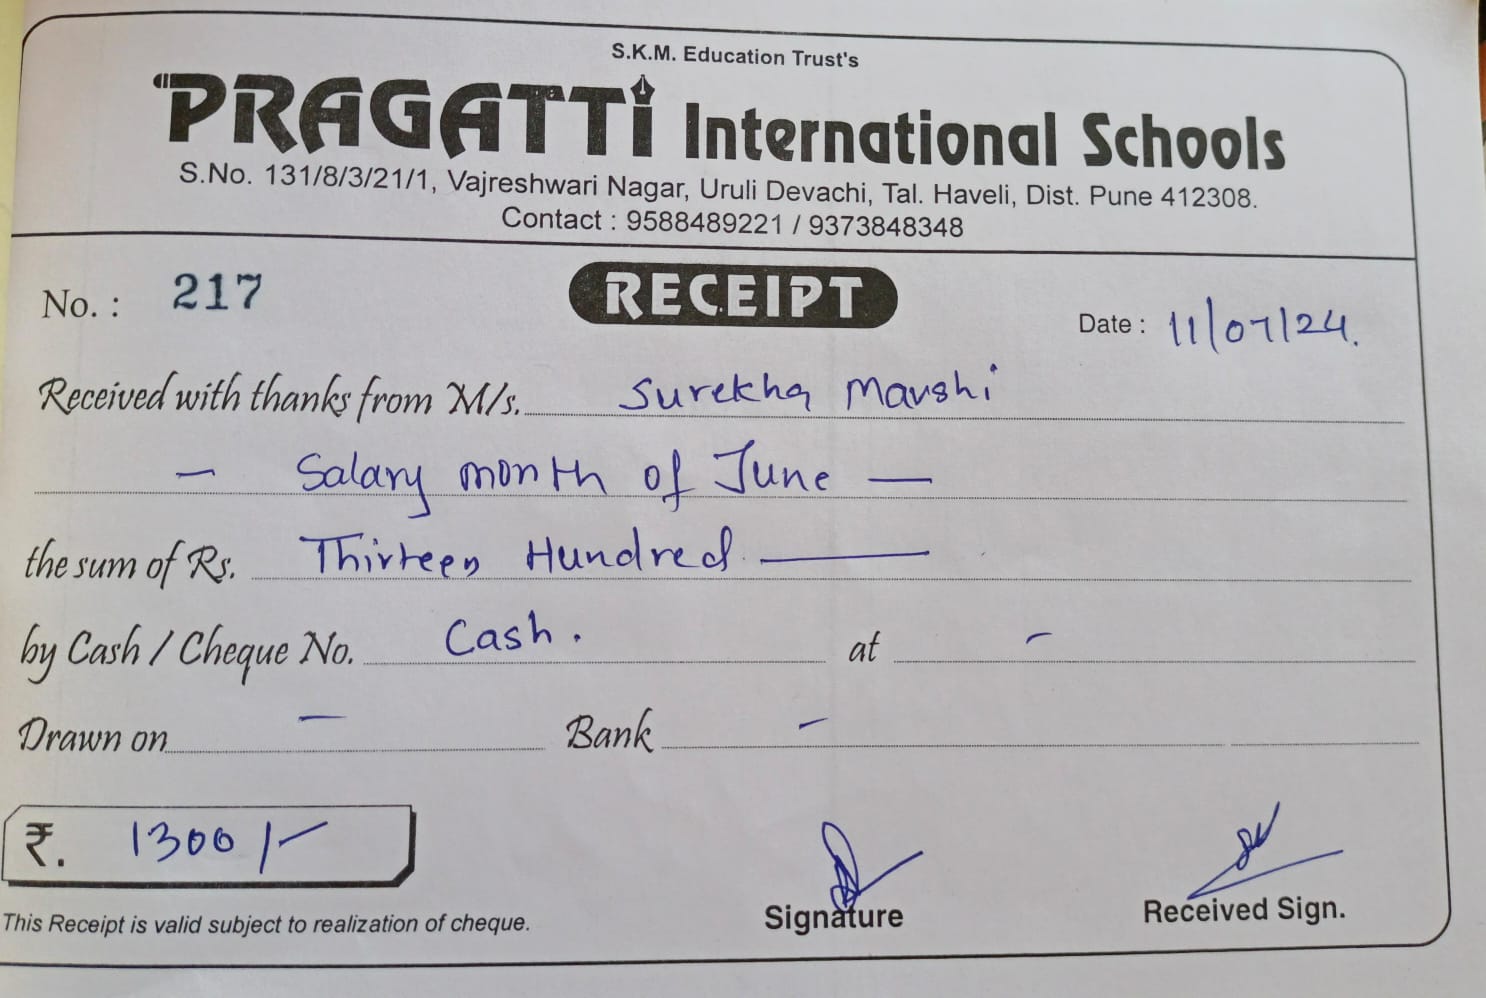 S.K.M. Education Trust's
PRAGATTi International Schools
S.No. 131/8/3/21/1, Vajreshwari Nagar, Uruli Devachi, Tal. Haveli, Dist. Pune 412308.
Contact : 9588489221 / 9373848348
No. : 217 RECEIPT Date : 11/07/24.
Received with thanks from M/s. Surekha Maushi
- Salary month of June -
the sum of Rs. Thirteen Hundred -
by Cash / Cheque No. Cash. at -
Drawn on - Bank -
₹. 1300/-
This Receipt is valid subject to realization of cheque. Signature Received Sign.